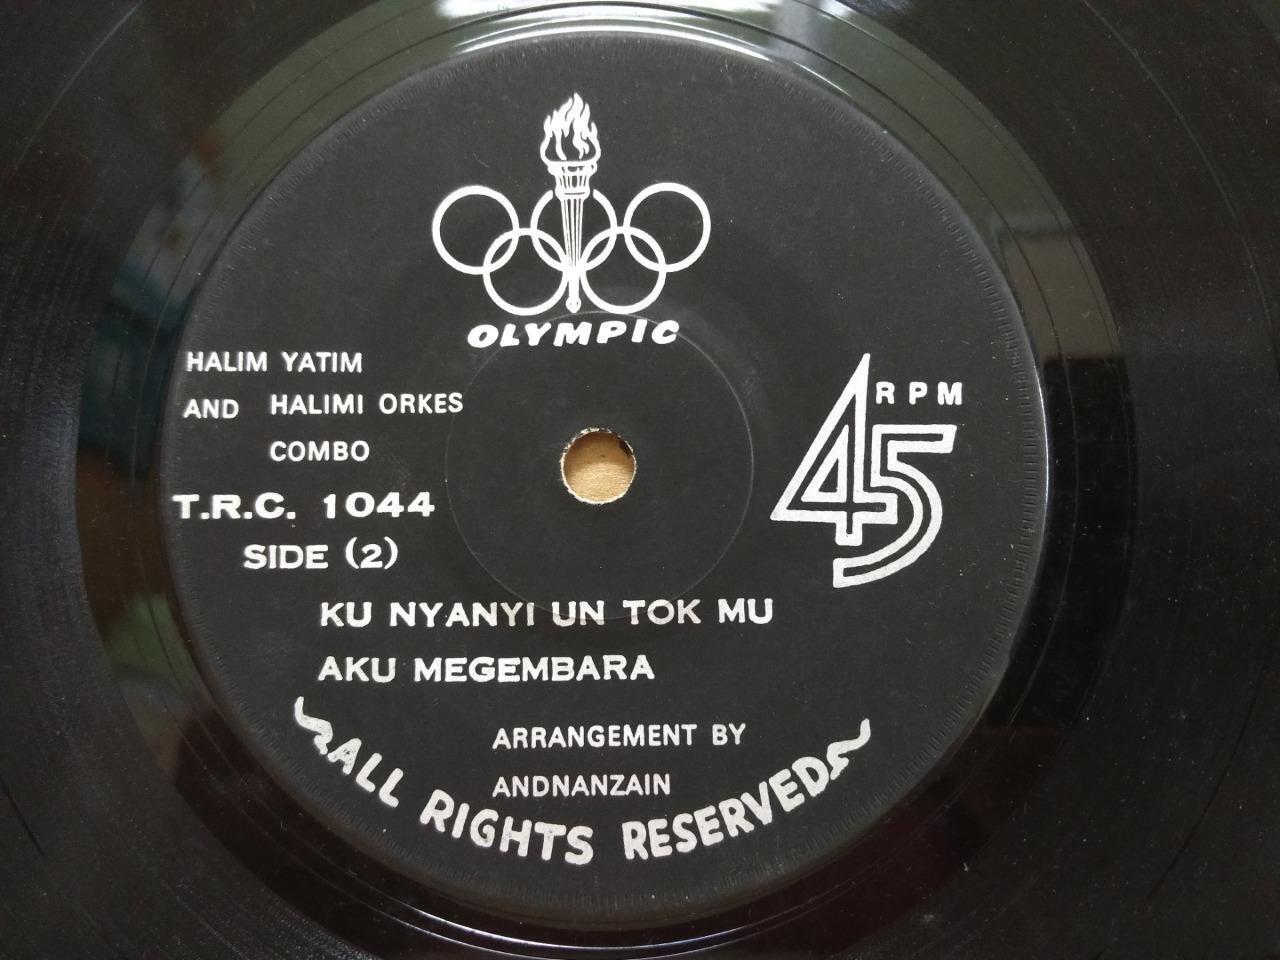 OLYMPIC
HALIM YATIM
AND HALIMI ORKES
COMBO
T.R.C. 1044
SIDE (2)
RPM
45
KU NYANYI UN TOK MU
AKU MEGEMBARA
ARRANGEMENT BY
ANDNANZAIN
ALL RIGHTS RESERVED